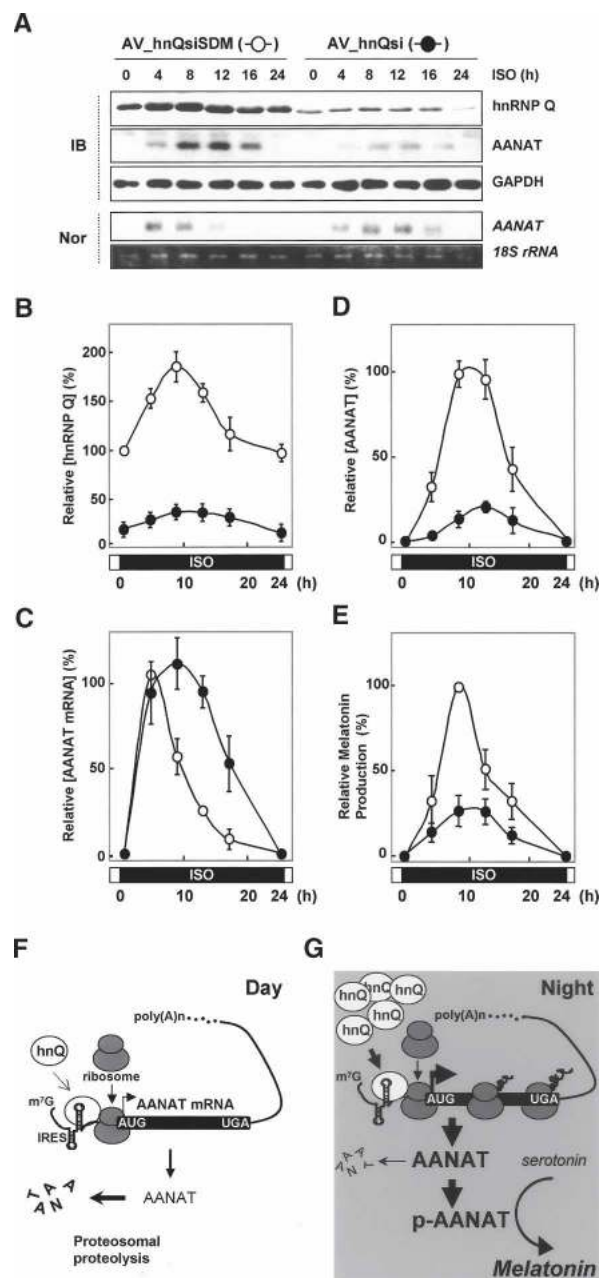 A
AV_hnQsiSDM (-○-) AV_hnQsi (-●-)
0 4 8 12 16 24 0 4 8 12 16 24 ISO (h)
hnRNP Q
IB AANAT
GAPDH
Nor AANAT
18S rRNA
B
Relative [hnRNP Q] (%)
200
150
100
50
0
ISO
0 10 20 24 (h)
D
Relative [AANAT] (%)
100
50
0
ISO
0 10 20 24 (h)
C
Relative [AANAT mRNA] (%)
100
50
0
ISO
0 10 20 24 (h)
E
Relative Melatonin
Production (%)
100
50
0
ISO
0 10 20 24 (h)
F
Day
poly(A)n
hnQ
ribosome
m⁷G
AANAT mRNA
IRES
AUG UGA
AANAT
A A T N A
Proteosomal
proteolysis
G
Night
hnQ hnQ hnQ hnQ hnQ
poly(A)n
m⁷G
AUG UGA
AANAT
A A A N T
serotonin
p-AANAT
Melatonin